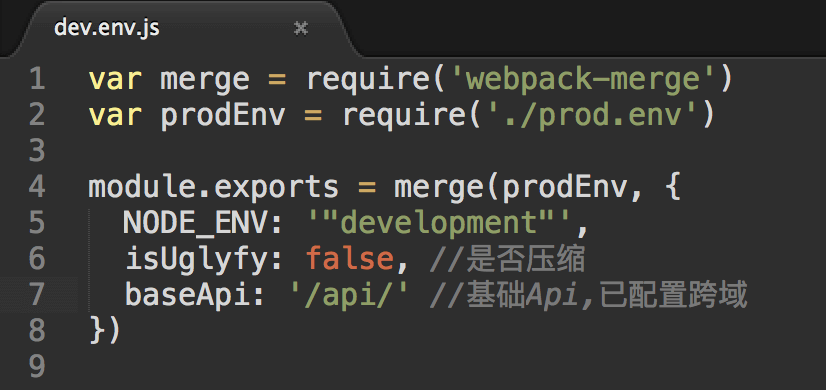 dev.env.js ×
1 var merge = require('webpack-merge')
2 var prodEnv = require('./prod.env')
3
4 module.exports = merge(prodEnv, {
5   NODE_ENV: '"development"',
6   isUglyfy: false, //是否压缩
7   baseApi: '/api/' //基础Api,已配置跨域
8 })
9